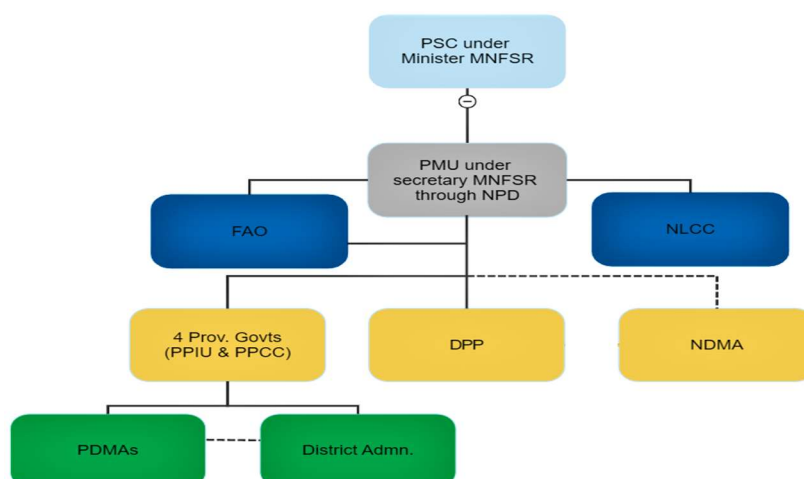 PSC under
Minister MNFSR
PMU under
secretary MNFSR
through NPD
FAO
NLCC
4 Prov. Govts
(PPIU & PPCC)
DPP
NDMA
PDMAs
District Admn.